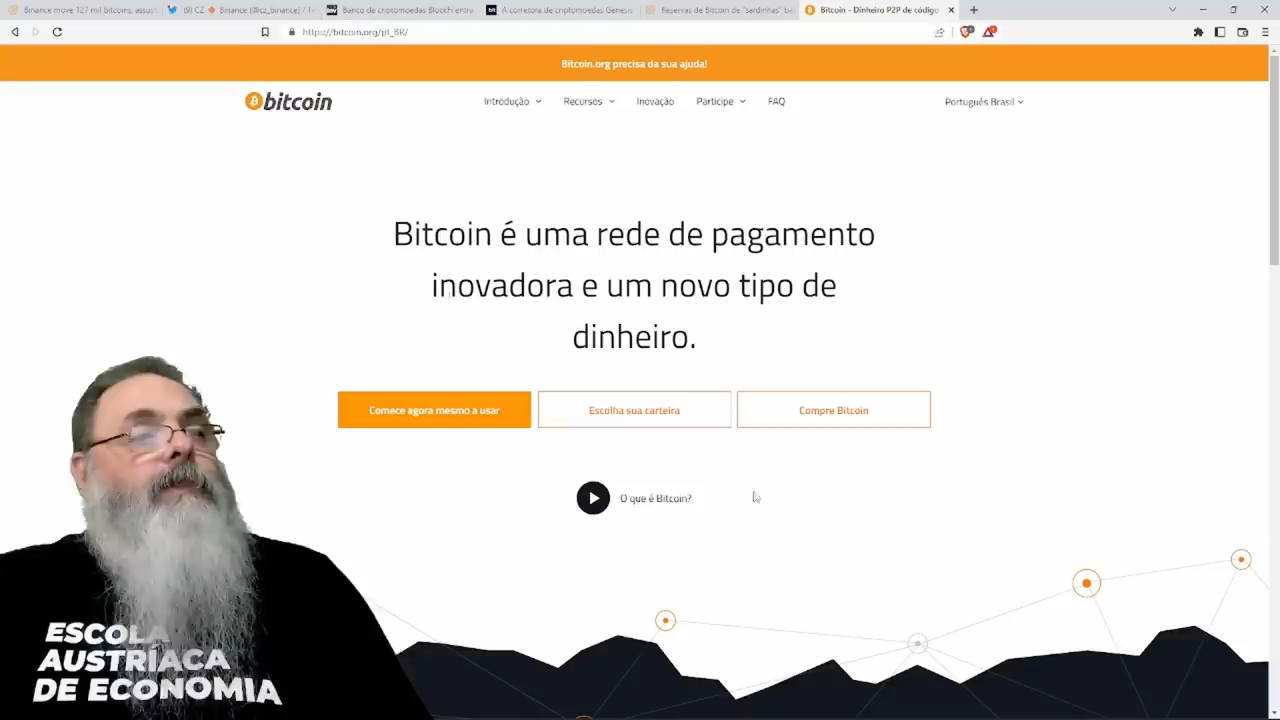 Binance move 127 mil bitcoins, assust
(9) CZ 🔶 Binance (@cz_binance) / T
Banco de criptomoedas BlockFi entra
A corretora de criptomoedas Genesis
Reservas de Bitcoin de "sardinhas" ba
Bitcoin - Dinheiro P2P de código
https://bitcoin.org/pt_BR/
Bitcoin.org precisa da sua ajuda!
bitcoin
Introdução
Recursos
Inovação
Participe
FAQ
Português Brasil
Bitcoin é uma rede de pagamento
inovadora e um novo tipo de
dinheiro.
Comece agora mesmo a usar
Escolha sua carteira
Compre Bitcoin
O que é Bitcoin?
ESCOLA
AUSTRÍACA
DE ECONOMIA